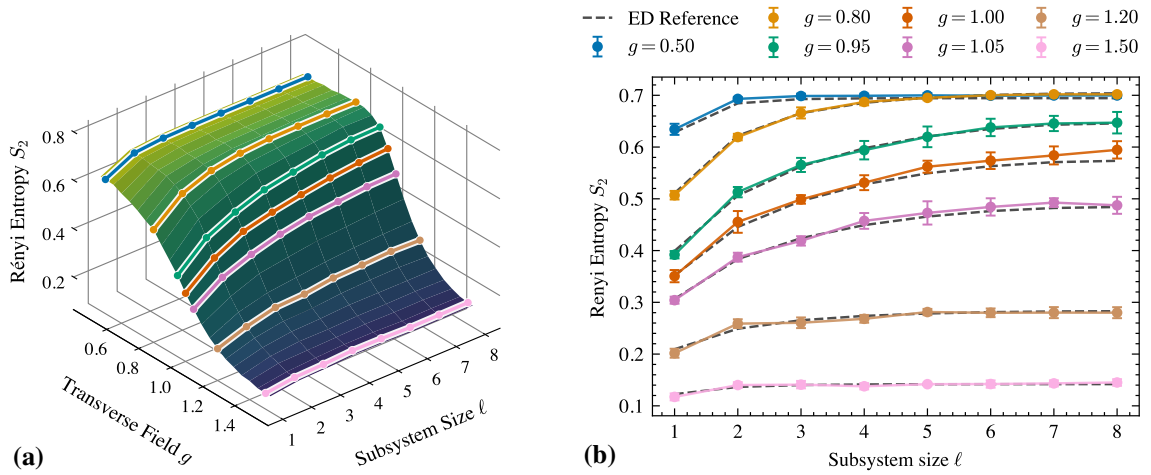 Rényi Entropy S₂
0.8
0.6
0.4
0.2
0.6
0.8
1.0
1.2
1.4
Transverse Field g
1
2
3
4
5
6
7
8
Subsystem Size ℓ
(a)
ED Reference
g = 0.50
g = 0.80
g = 0.95
g = 1.00
g = 1.05
g = 1.20
g = 1.50
Renyi Entropy S₂
0.7
0.6
0.5
0.4
0.3
0.2
0.1
1 2 3 4 5 6 7 8
Subsystem size ℓ
(b)